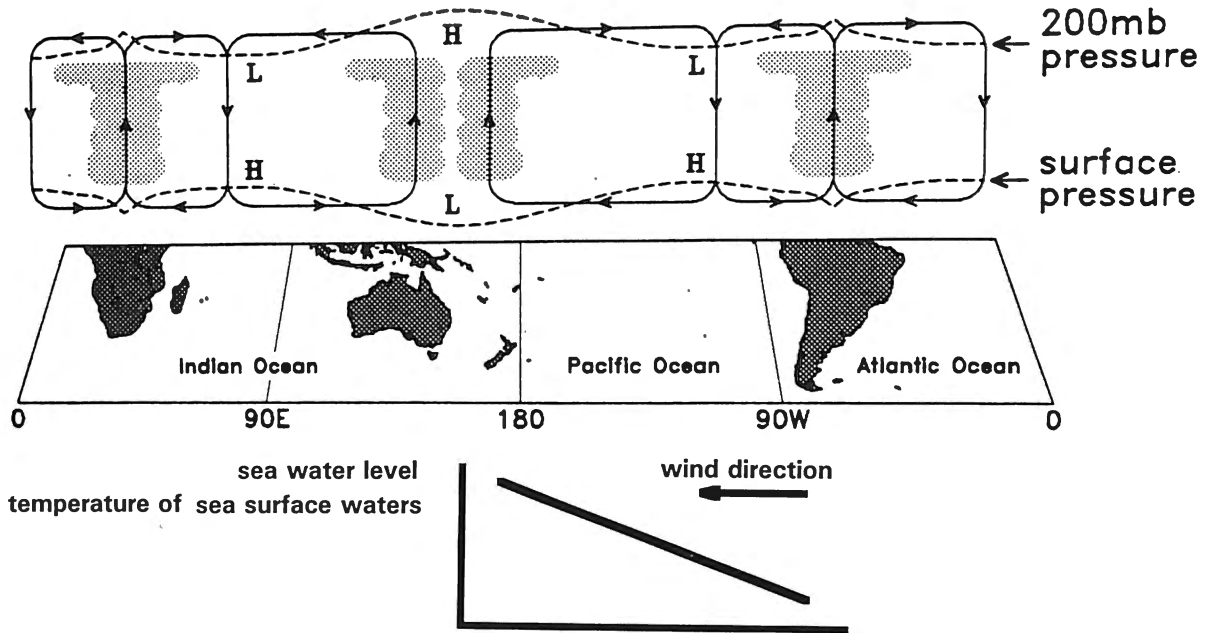 H
200mb
pressure
L
L
H
H
surface
pressure
L
Indian Ocean
Pacific Ocean
Atlantic Ocean
0
90E
180
90W
0
sea water level
wind direction
temperature of sea surface waters